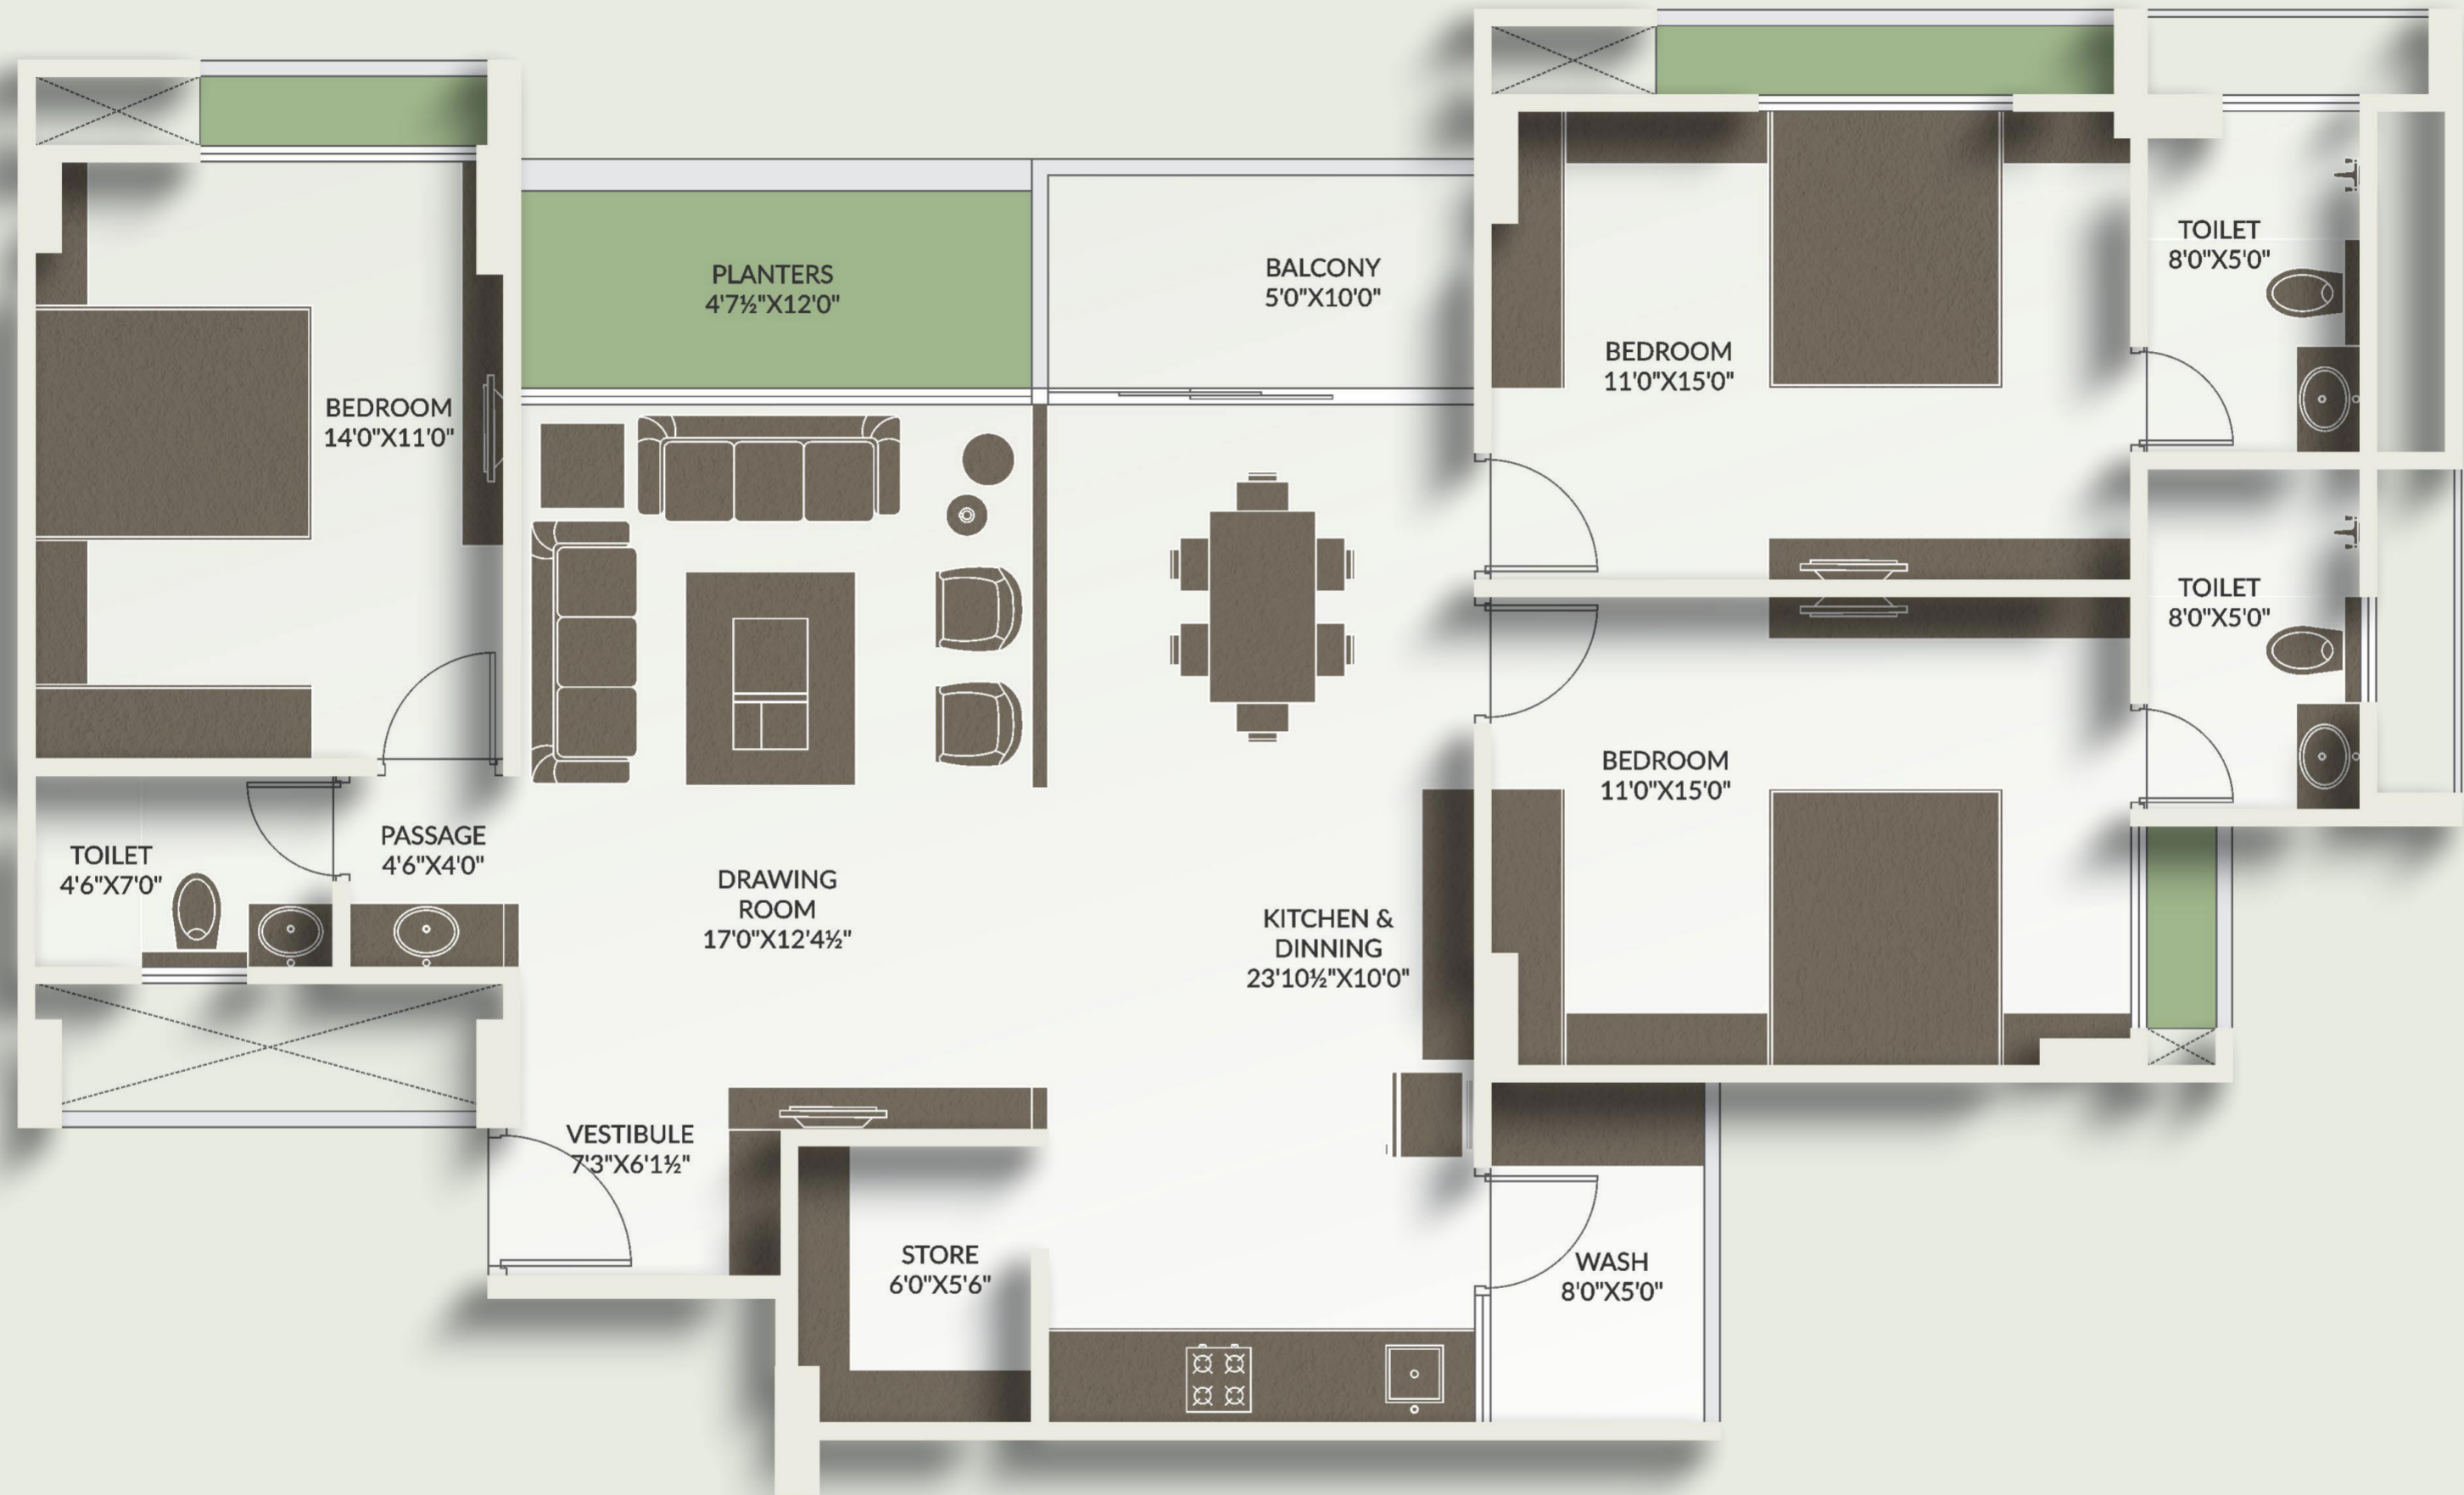 PLANTERS
4'7½"X12'0"
BALCONY
5'0"X10'0"
TOILET
8'0"X5'0"
BEDROOM
11'0"X15'0"
BEDROOM
14'0"X11'0"
TOILET
8'0"X5'0"
BEDROOM
11'0"X15'0"
PASSAGE
4'6"X4'0"
TOILET
4'6"X7'0"
DRAWING
ROOM
17'0"X12'4½"
KITCHEN &
DINNING
23'10½"X10'0"
VESTIBULE
7'3"X6'1½"
STORE
6'0"X5'6"
WASH
8'0"X5'0"